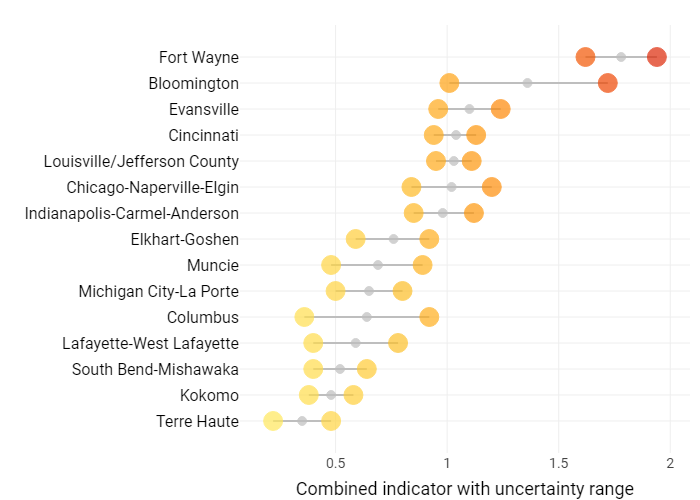 Fort Wayne
Bloomington
Evansville
Cincinnati
Louisville/Jefferson County
Chicago-Naperville-Elgin
Indianapolis-Carmel-Anderson
Elkhart-Goshen
Muncie
Michigan City-La Porte
Columbus
Lafayette-West Lafayette
South Bend-Mishawaka
Kokomo
Terre Haute
0.5 1 1.5 2
Combined indicator with uncertainty range